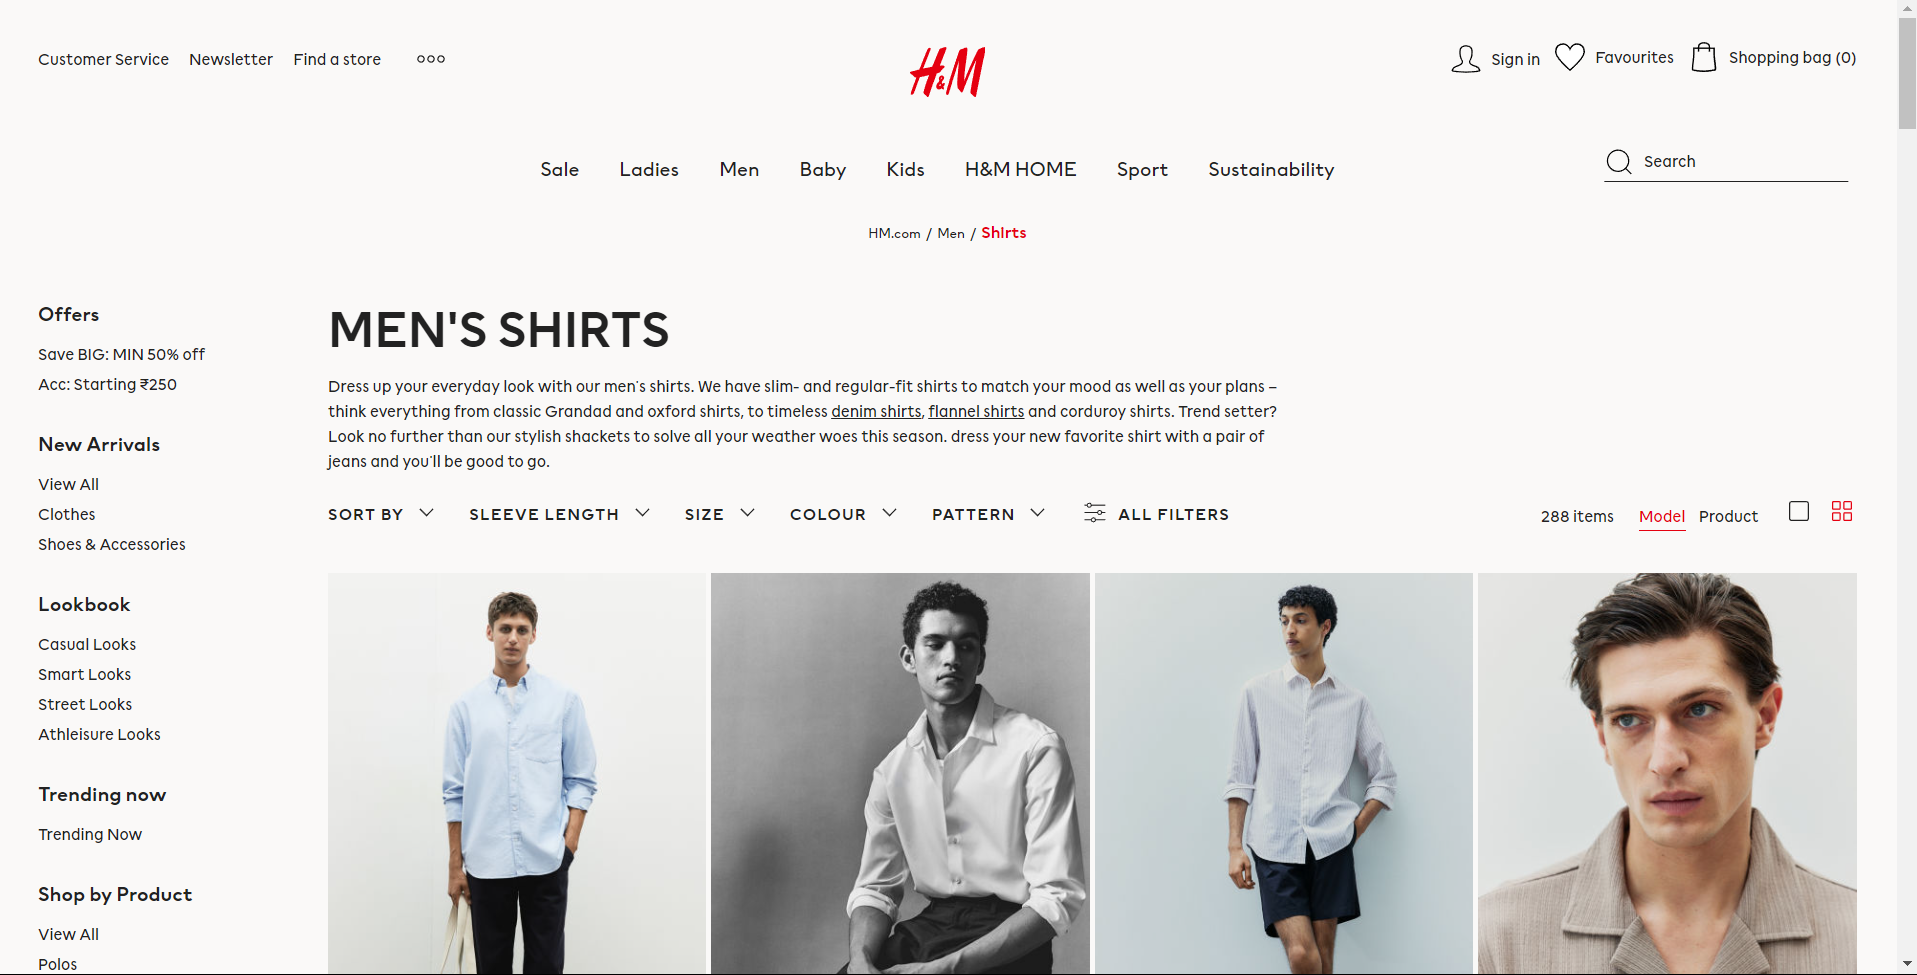 Customer Service Newsletter Find a store
H&M
Sign in Favourites Shopping bag (0)
Sale Ladies Men Baby Kids H&M HOME Sport Sustainability
Search
HM.com / Men / Shirts
Offers
Save BIG: MIN 50% off
Acc: Starting ₹250
New Arrivals
View All
Clothes
Shoes & Accessories
Lookbook
Casual Looks
Smart Looks
Street Looks
Athleisure Looks
Trending now
Trending Now
Shop by Product
View All
Polos
MEN'S SHIRTS
Dress up your everyday look with our men's shirts. We have slim- and regular-fit shirts to match your mood as well as your plans –
think everything from classic Grandad and oxford shirts, to timeless denim shirts, flannel shirts and corduroy shirts. Trend setter?
Look no further than our stylish shackets to solve all your weather woes this season. dress your new favorite shirt with a pair of
jeans and you'll be good to go.
SORT BY SLEEVE LENGTH SIZE COLOUR PATTERN ALL FILTERS
288 items Model Product